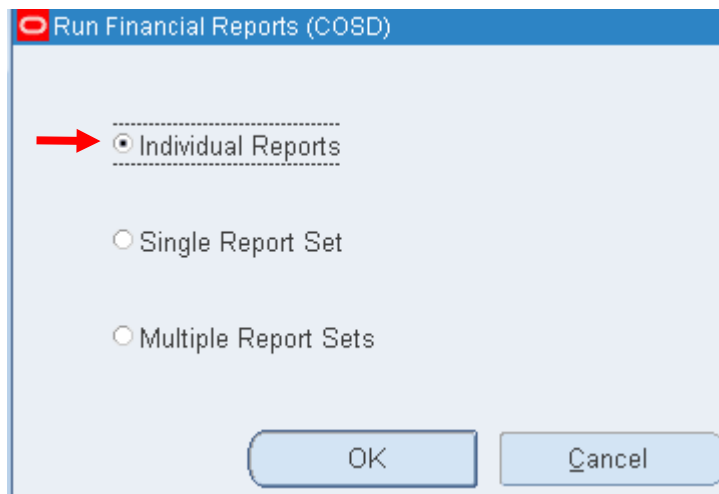 Run Financial Reports (COSD)
Individual Reports
Single Report Set
Multiple Report Sets
OK Cancel